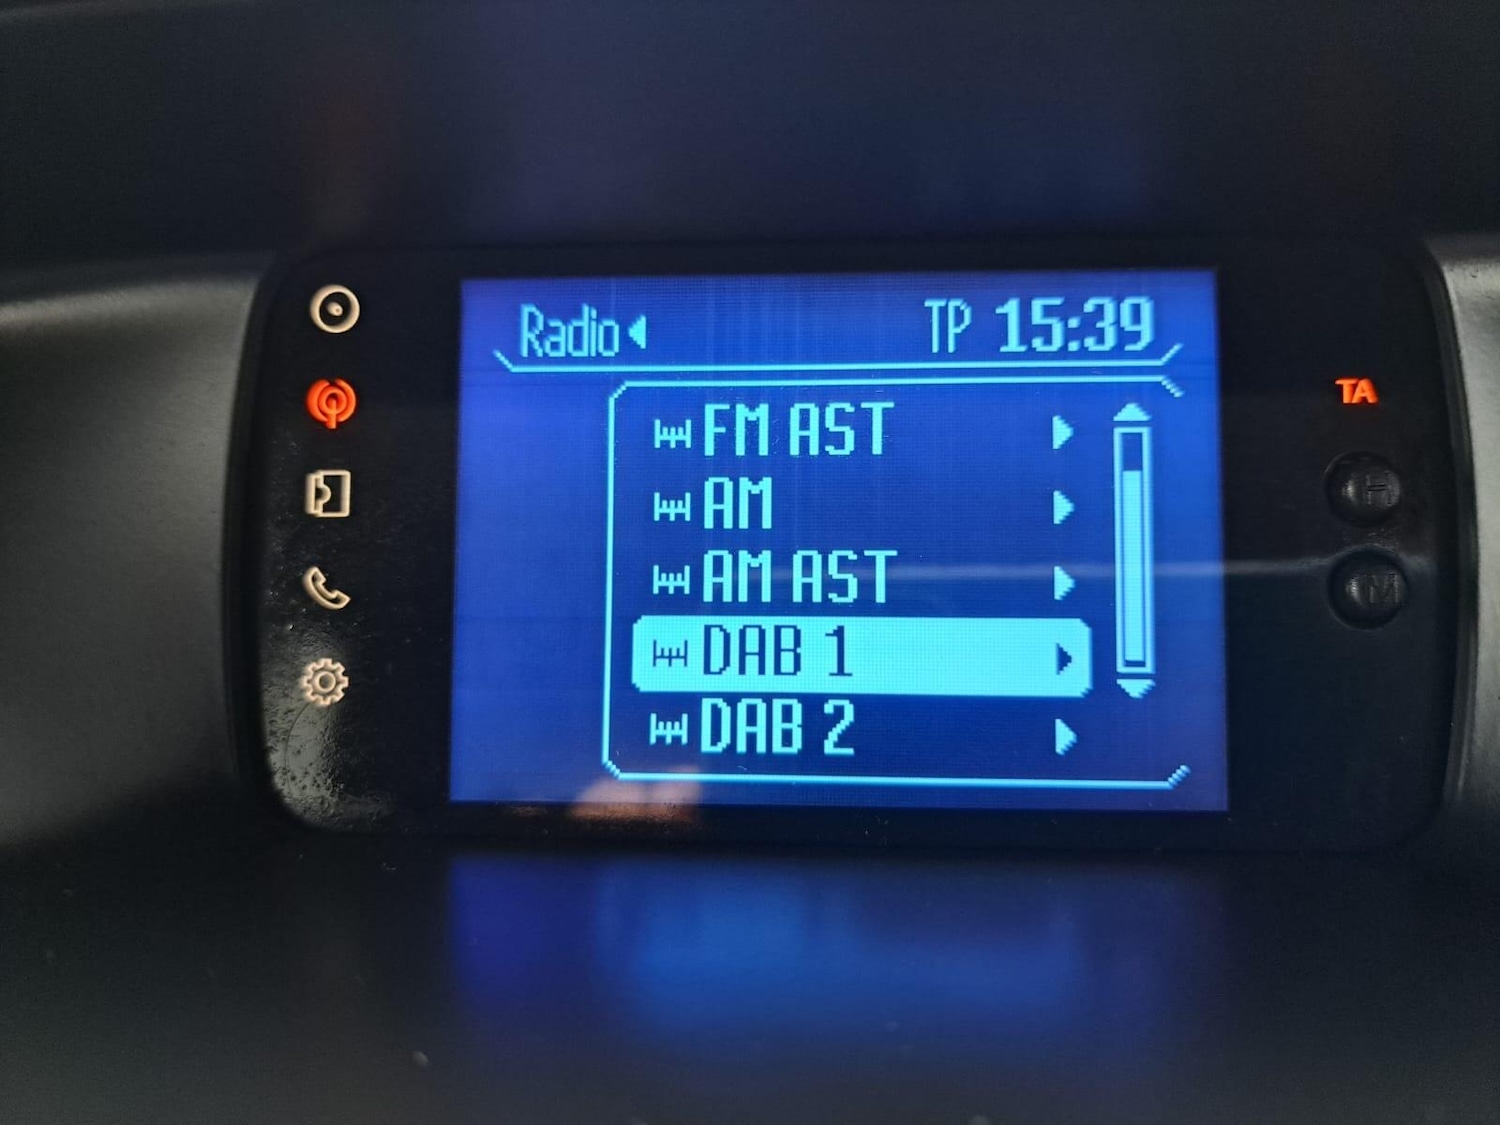 Radio TP 15:39
TA
FM AST
H
AM
AM AST
M
DAB 1
DAB 2